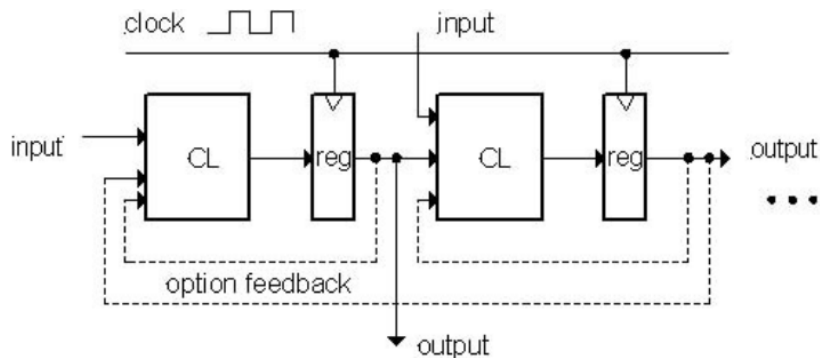 clock
input
input
CL
reg
CL
reg
output
option feedback
output